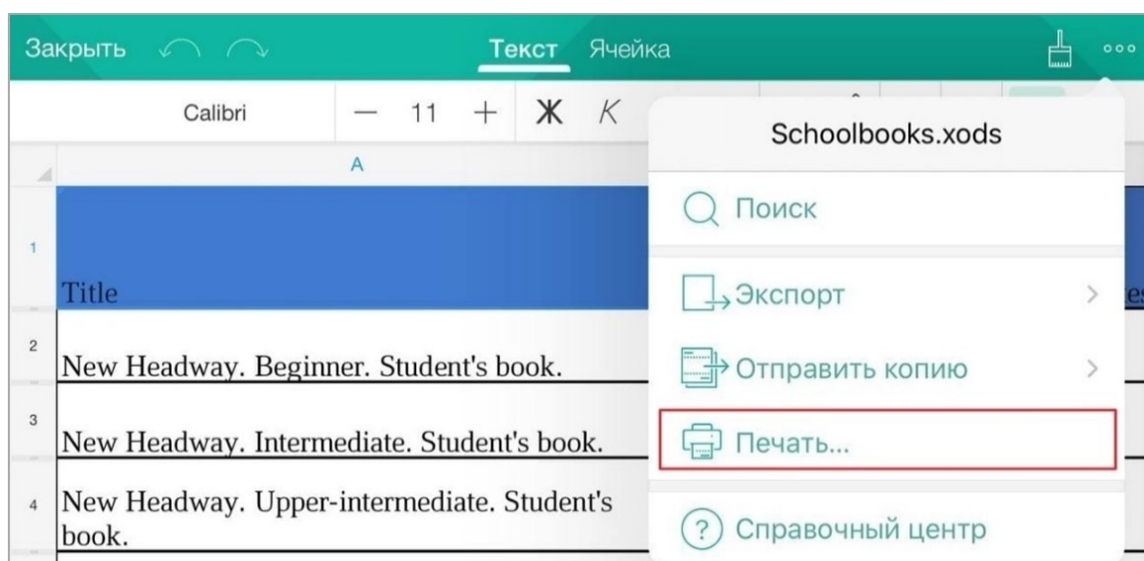 Закрыть Текст Ячейка
Calibri 11 Ж К
A
Schoolbooks.xods
Поиск
1
Title
Экспорт
2
New Headway. Beginner. Student's book.
Отправить копию
3
New Headway. Intermediate. Student's book.
Печать...
4
New Headway. Upper-intermediate. Student's
book.
Справочный центр